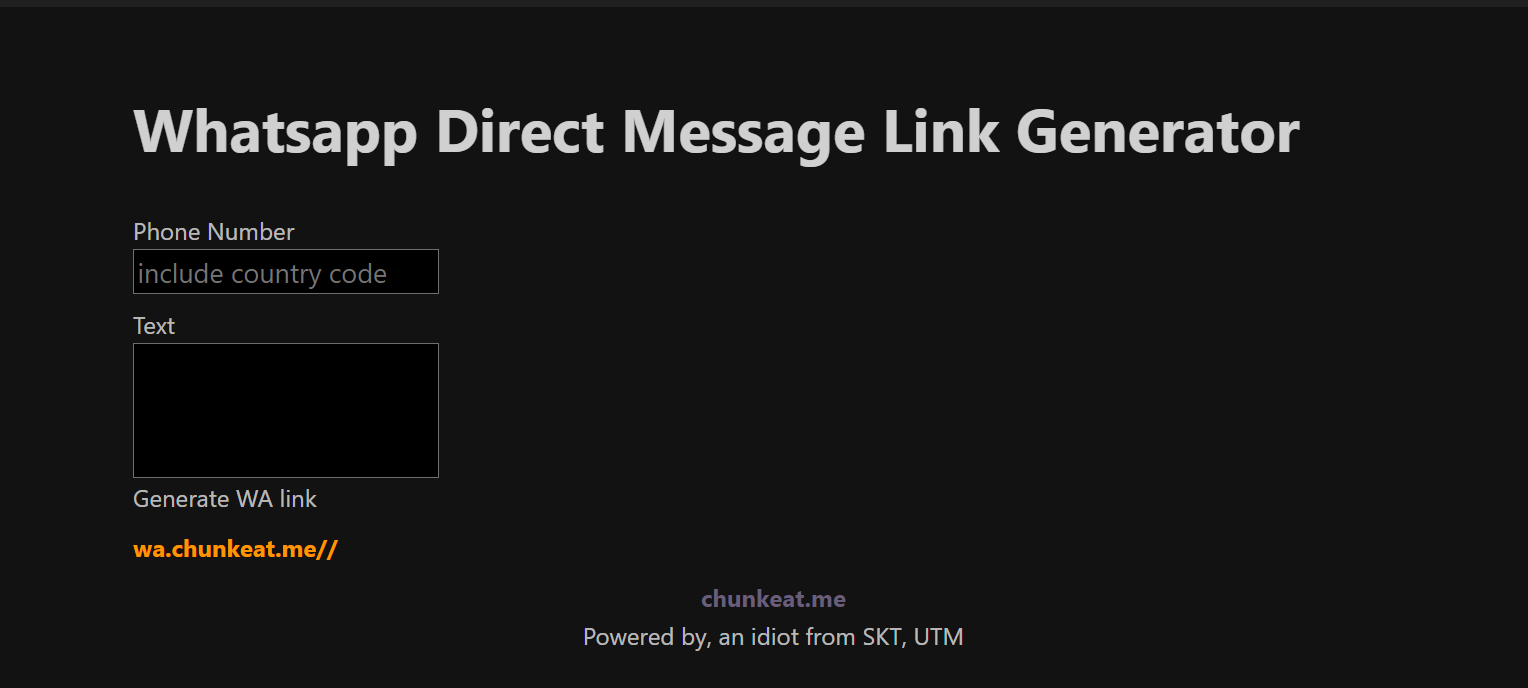 Whatsapp Direct Message Link Generator
Phone Number
include country code
Text
Generate WA link
wa.chunkeat.me//
chunkeat.me
Powered by, an idiot from SKT, UTM